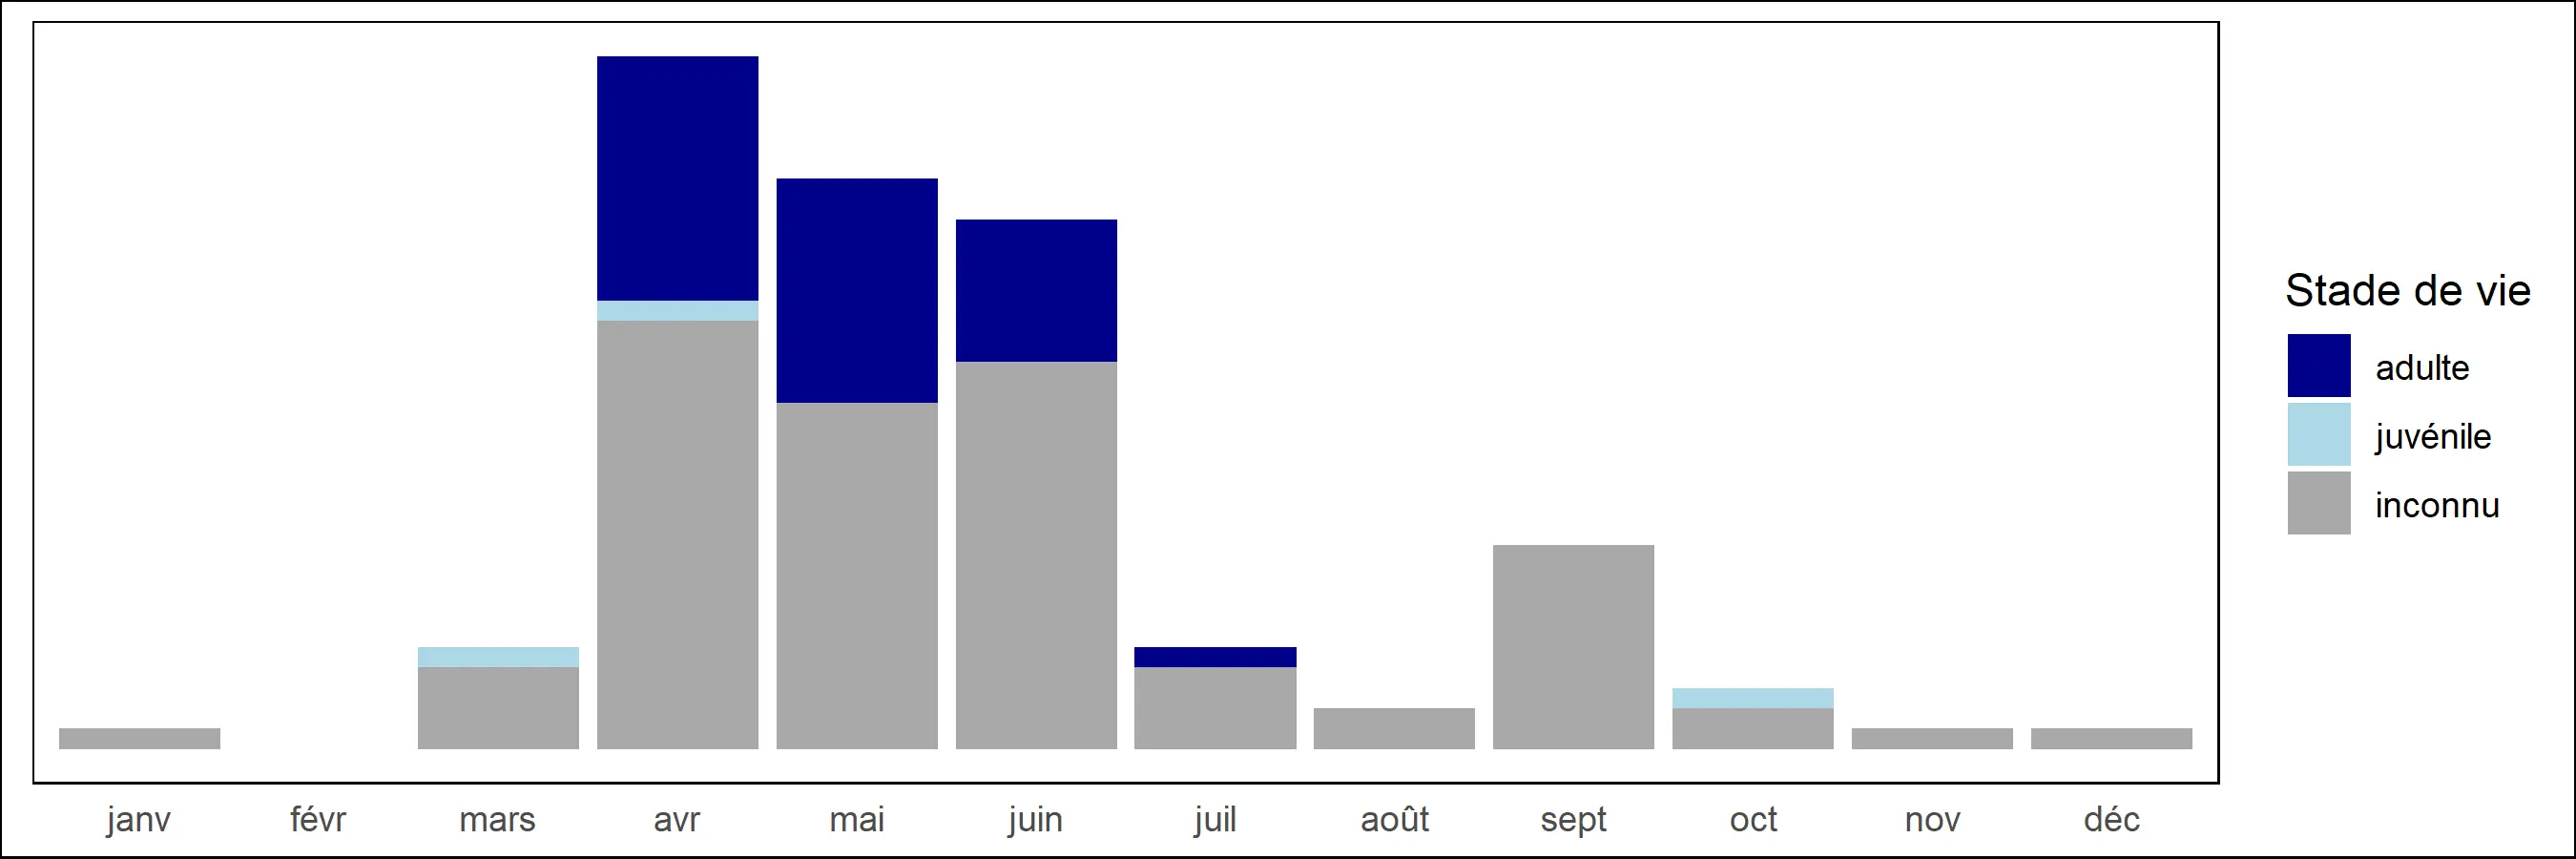 Stade de vie
adulte
juvénile
inconnu
janv févr mars avr mai juin juil août sept oct nov déc